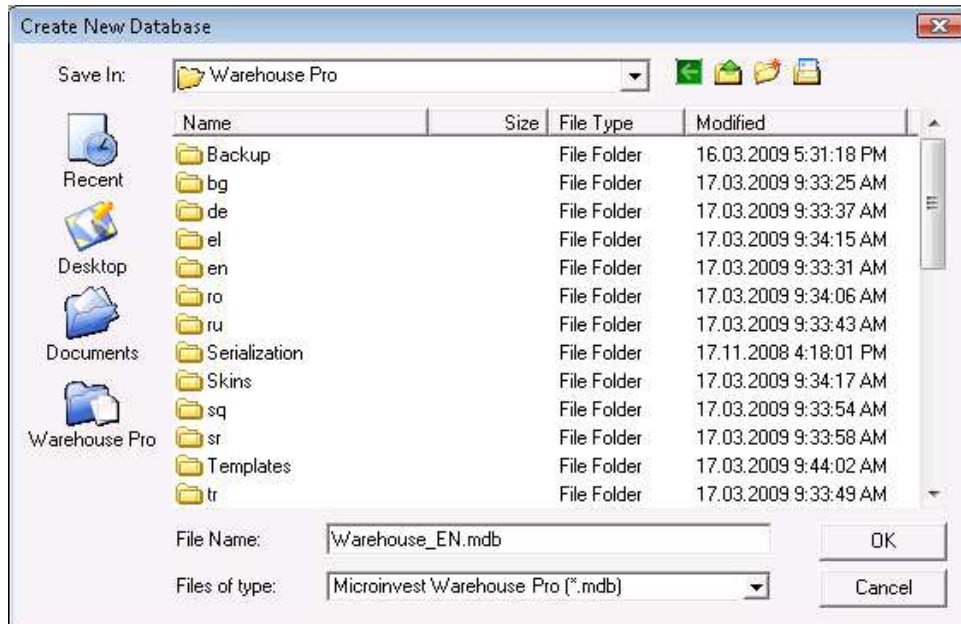 Create New Database
Save In: Warehouse Pro
Name Size File Type Modified
Backup File Folder 16.03.2009 5:31:18 PM
bg File Folder 17.03.2009 9:33:25 AM
de File Folder 17.03.2009 9:33:37 AM
el File Folder 17.03.2009 9:34:15 AM
en File Folder 17.03.2009 9:33:31 AM
ro File Folder 17.03.2009 9:34:06 AM
ru File Folder 17.03.2009 9:33:43 AM
Serialization File Folder 17.11.2008 4:18:01 PM
Skins File Folder 17.03.2009 9:34:17 AM
sq File Folder 17.03.2009 9:33:54 AM
sr File Folder 17.03.2009 9:33:58 AM
Templates File Folder 17.03.2009 9:44:02 AM
tr File Folder 17.03.2009 9:33:49 AM
Recent
Desktop
Documents
Warehouse Pro
File Name: Warehouse_EN.mdb OK
Files of type: Microinvest Warehouse Pro (*.mdb) Cancel